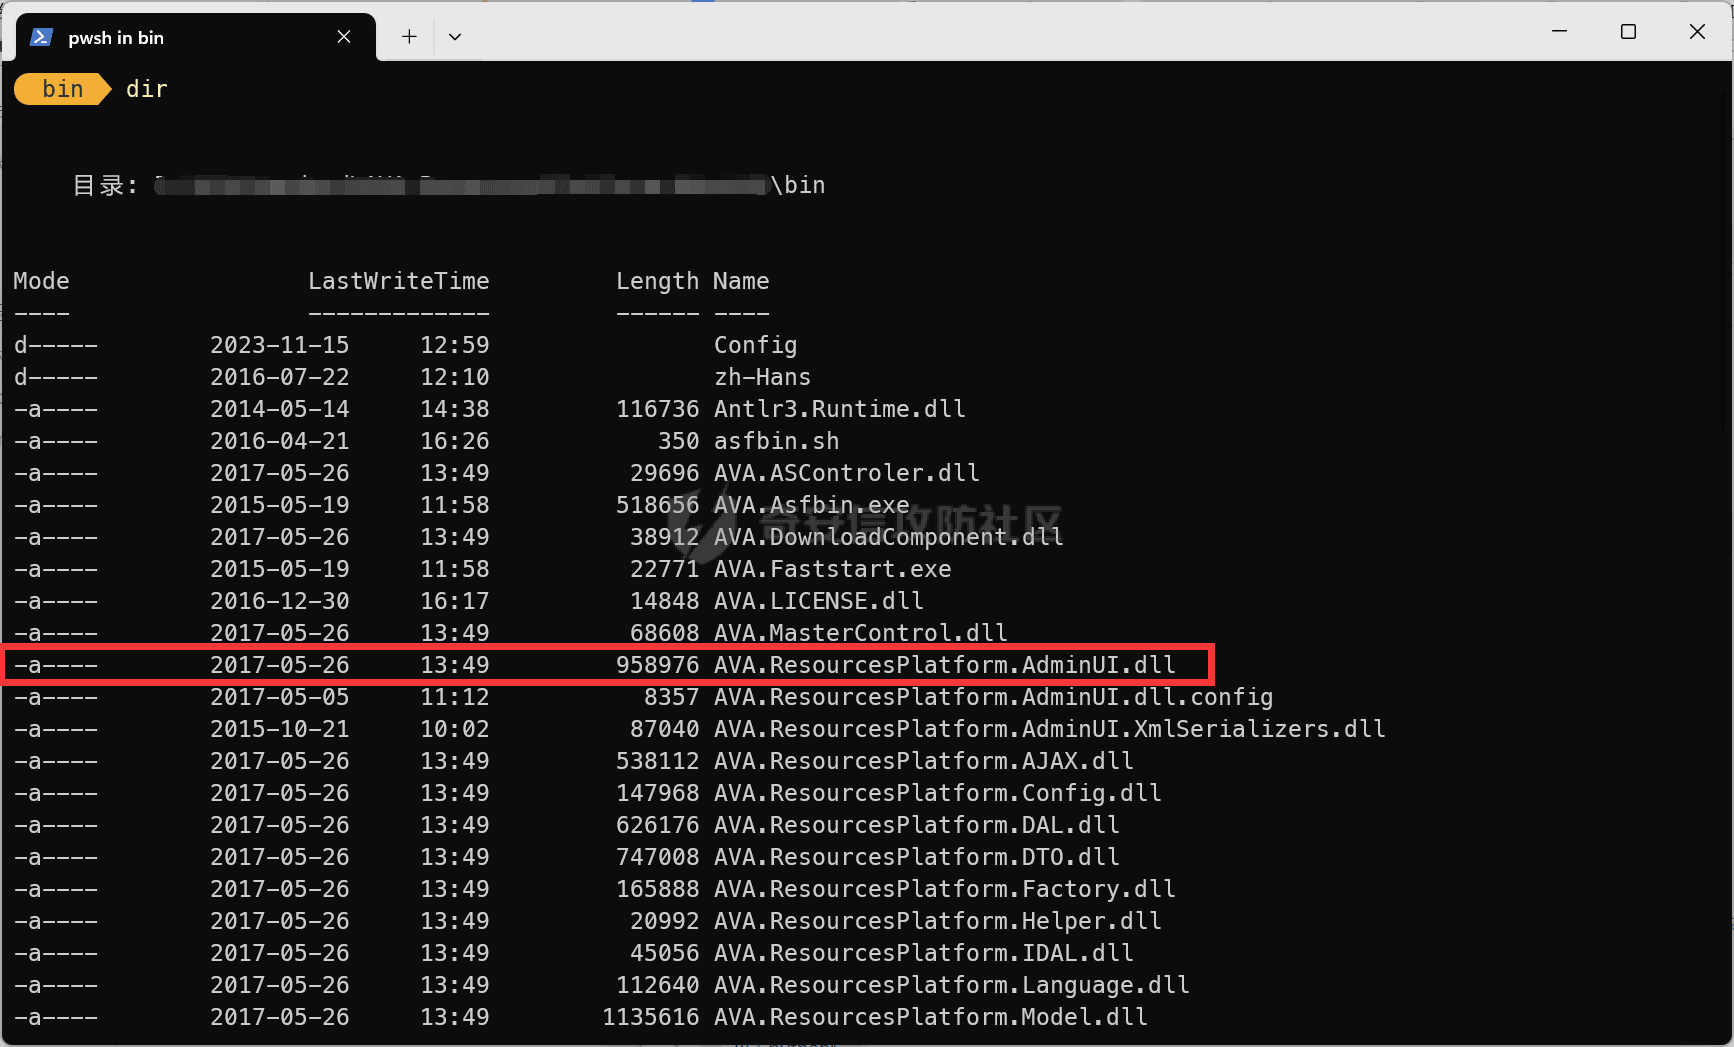 pwsh in bin
bin dir
目录: \bin
Mode LastWriteTime Length Name
---- ------------- ------ ----
d----- 2023-11-15 12:59 Config
d----- 2016-07-22 12:10 zh-Hans
-a---- 2014-05-14 14:38 116736 Antlr3.Runtime.dll
-a---- 2016-04-21 16:26 350 asfbin.sh
-a---- 2017-05-26 13:49 29696 AVA.ASControler.dll
-a---- 2015-05-19 11:58 518656 AVA.Asfbin.exe
奇安信攻防社区
-a---- 2017-05-26 13:49 38912 AVA.DownloadComponent.dll
-a---- 2015-05-19 11:58 22771 AVA.Faststart.exe
-a---- 2016-12-30 16:17 14848 AVA.LICENSE.dll
-a---- 2017-05-26 13:49 68608 AVA.MasterControl.dll
-a---- 2017-05-26 13:49 958976 AVA.ResourcesPlatform.AdminUI.dll
-a---- 2017-05-05 11:12 8357 AVA.ResourcesPlatform.AdminUI.dll.config
-a---- 2015-10-21 10:02 87040 AVA.ResourcesPlatform.AdminUI.XmlSerializers.dll
-a---- 2017-05-26 13:49 538112 AVA.ResourcesPlatform.AJAX.dll
-a---- 2017-05-26 13:49 147968 AVA.ResourcesPlatform.Config.dll
-a---- 2017-05-26 13:49 626176 AVA.ResourcesPlatform.DAL.dll
-a---- 2017-05-26 13:49 747008 AVA.ResourcesPlatform.DTO.dll
-a---- 2017-05-26 13:49 165888 AVA.ResourcesPlatform.Factory.dll
-a---- 2017-05-26 13:49 20992 AVA.ResourcesPlatform.Helper.dll
-a---- 2017-05-26 13:49 45056 AVA.ResourcesPlatform.IDAL.dll
-a---- 2017-05-26 13:49 112640 AVA.ResourcesPlatform.Language.dll
-a---- 2017-05-26 13:49 1135616 AVA.ResourcesPlatform.Model.dll